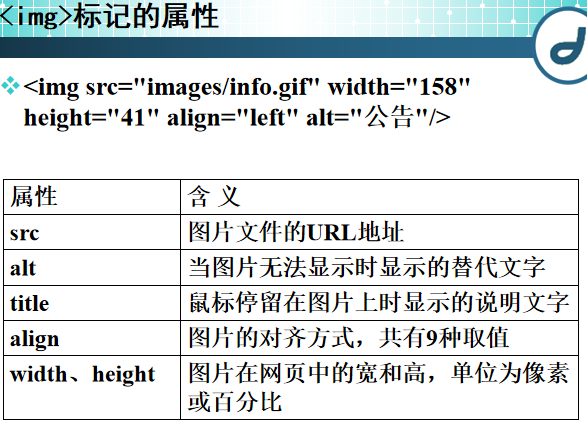 <img>标记的属性
<img src="images/info.gif" width="158"
height="41" align="left" alt="公告"/>
属性 含 义
src 图片文件的URL地址
alt 当图片无法显示时显示的替代文字
title 鼠标停留在图片上时显示的说明文字
align 图片的对齐方式，共有9种取值
width、height 图片在网页中的宽和高，单位为像素
或百分比